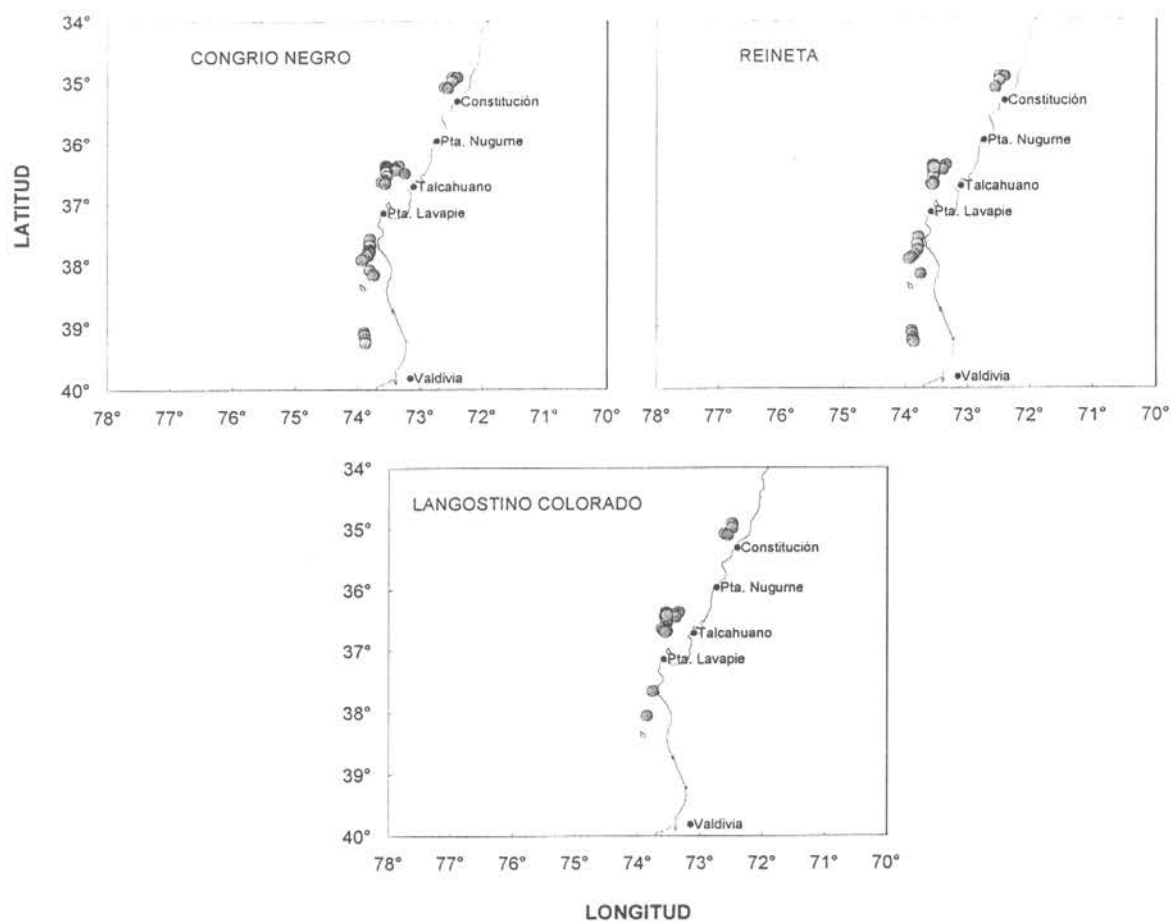 CONGRIO NEGRO
LATITUD
34°
35°
36°
37°
38°
39°
40°
Constitución
Pta. Nugurne
Talcahuano
Pta. Lavapie
Valdivia
78° 77° 76° 75° 74° 73° 72° 71° 70°
REINETA
Constitución
Pta. Nugurne
Talcahuano
Pta. Lavapie
Valdivia
78° 77° 76° 75° 74° 73° 72° 71° 70°
LANGOSTINO COLORADO
34°
35°
36°
37°
38°
39°
40°
Constitución
Pta. Nugurne
Talcahuano
Pta. Lavapie
Valdivia
78° 77° 76° 75° 74° 73° 72° 71° 70°
LONGITUD